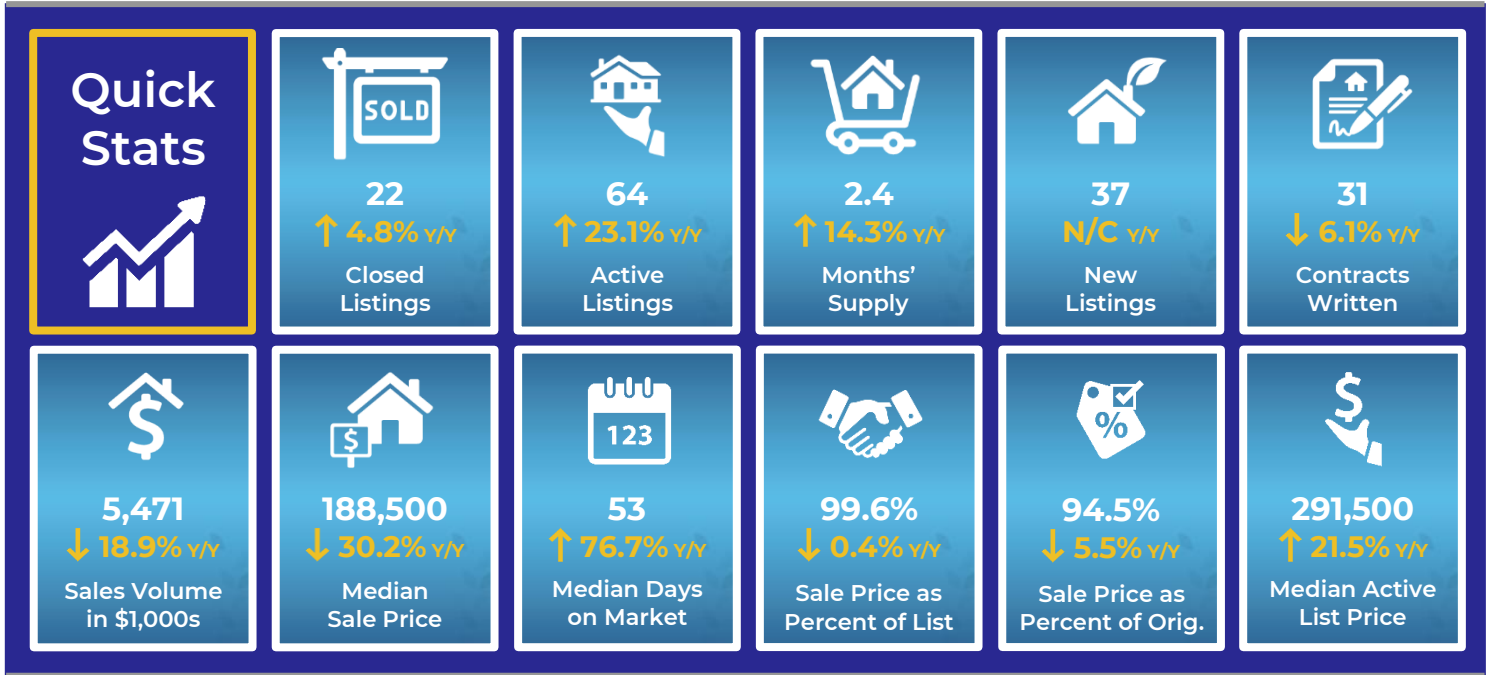 Quick
Stats
SOLD
22
↑ 4.8% Y/Y
Closed
Listings
64
↑ 23.1% Y/Y
Active
Listings
2.4
↑ 14.3% Y/Y
Months’
Supply
37
N/C Y/Y
New
Listings
31
↓ 6.1% Y/Y
Contracts
Written
$
5,471
↓ 18.9% Y/Y
Sales Volume
in $1,000s
$
188,500
↓ 30.2% Y/Y
Median
Sale Price
123
53
↑ 76.7% Y/Y
Median Days
on Market
99.6%
↓ 0.4% Y/Y
Sale Price as
Percent of List
%
94.5%
↓ 5.5% Y/Y
Sale Price as
Percent of Orig.
$
291,500
↑ 21.5% Y/Y
Median Active
List Price